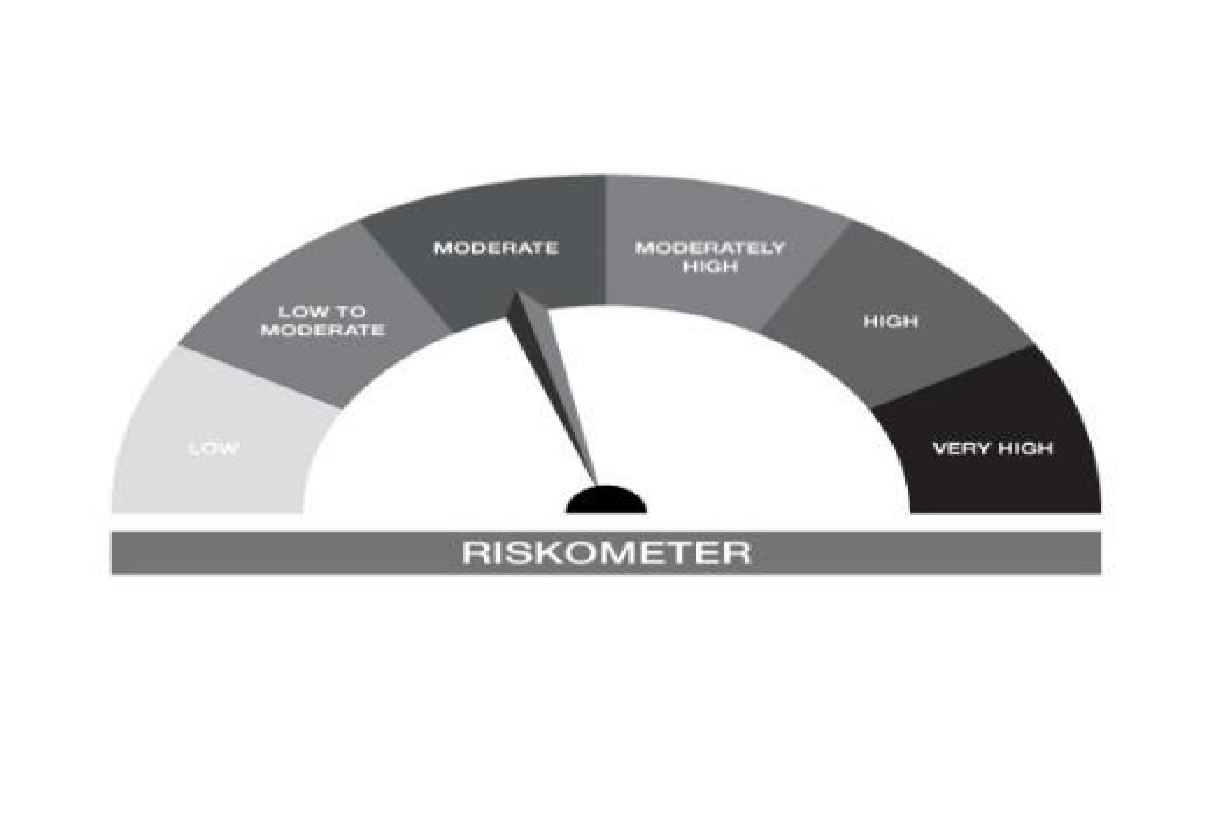 MODERATE
MODERATELY
HIGH
LOW TO
MODERATE
HIGH
LOW
VERY HIGH
RISKOMETER